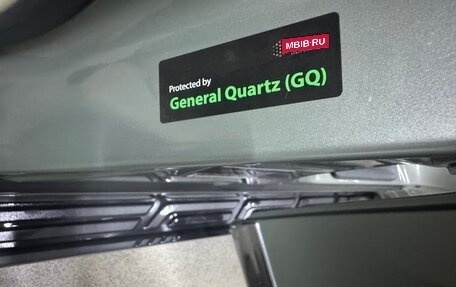 MBIB.RU
Protected by
General Quartz (GQ)